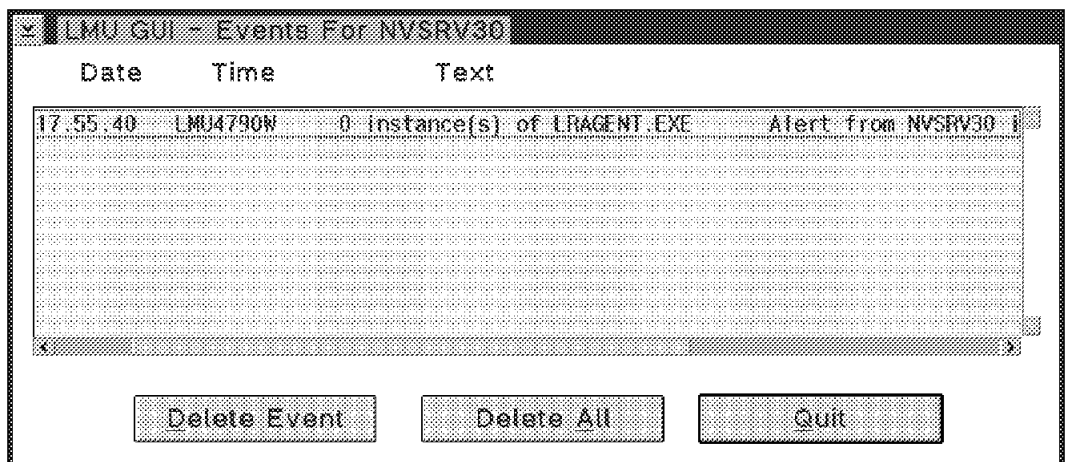 LMU GUI - Events For NVSRV30
Date Time Text
17.55.40 LMU4790W 0 instance(s) of LRAGENT.EXE Alert from NVSRV30 i
Delete Event Delete All Quit